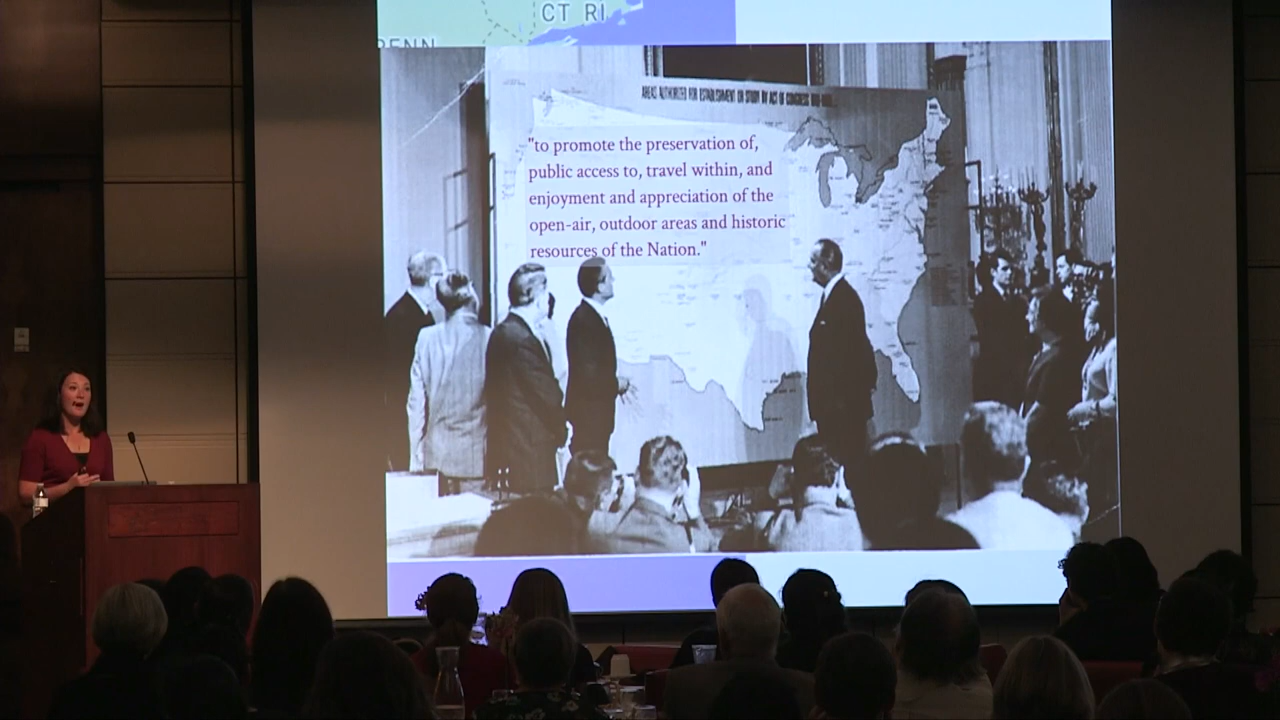 CT RI
PENN
AREAS AUTHORIZED FOR ESTABLISHMENT OR STUDY BY ACT OF CONGRESS
"to promote the preservation of,
public access to, travel within, and
enjoyment and appreciation of the
open-air, outdoor areas and historic
resources of the Nation."